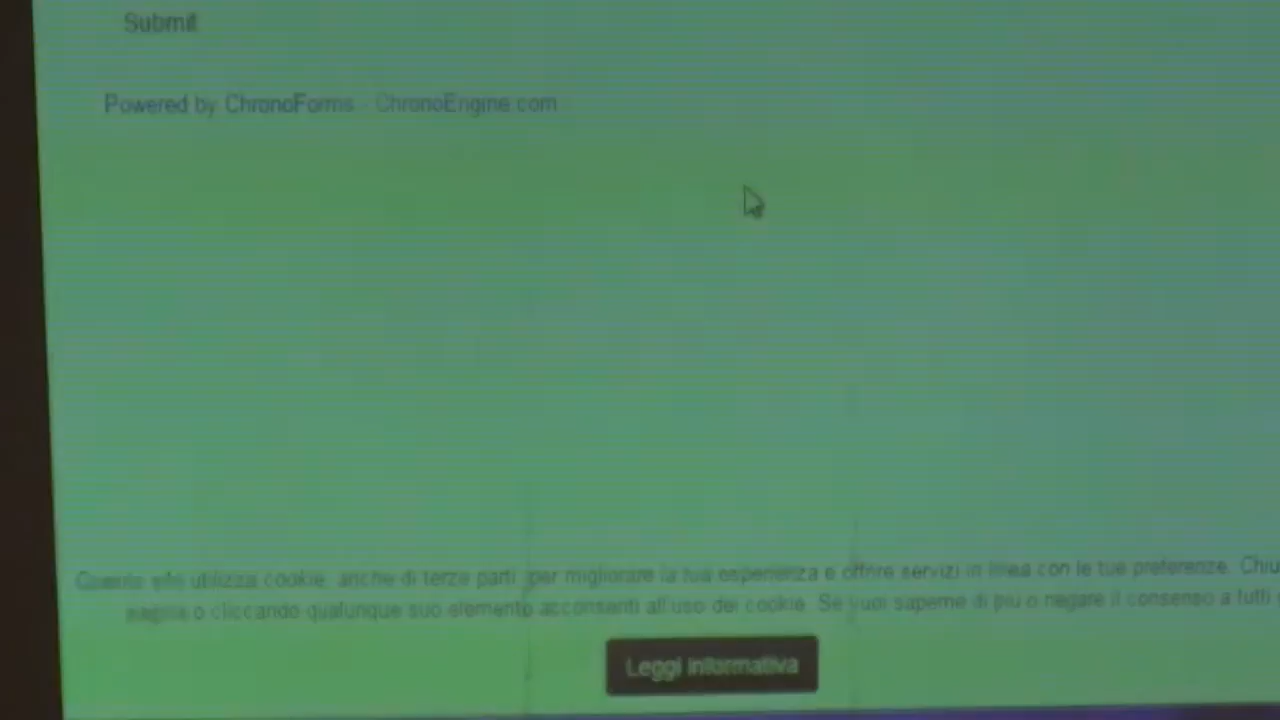 Submit
Powered by ChronoForms - ChronoEngine.com
Questo sito utilizza cookie, anche di terze parti, per migliorare la tua esperienza e offrire servizi in linea con le tue preferenze.
pagina o cliccando qualunque suo elemento acconsenti all'uso dei cookie. Se vuoi saperne di più o negare il consenso a tutti
Leggi informativa